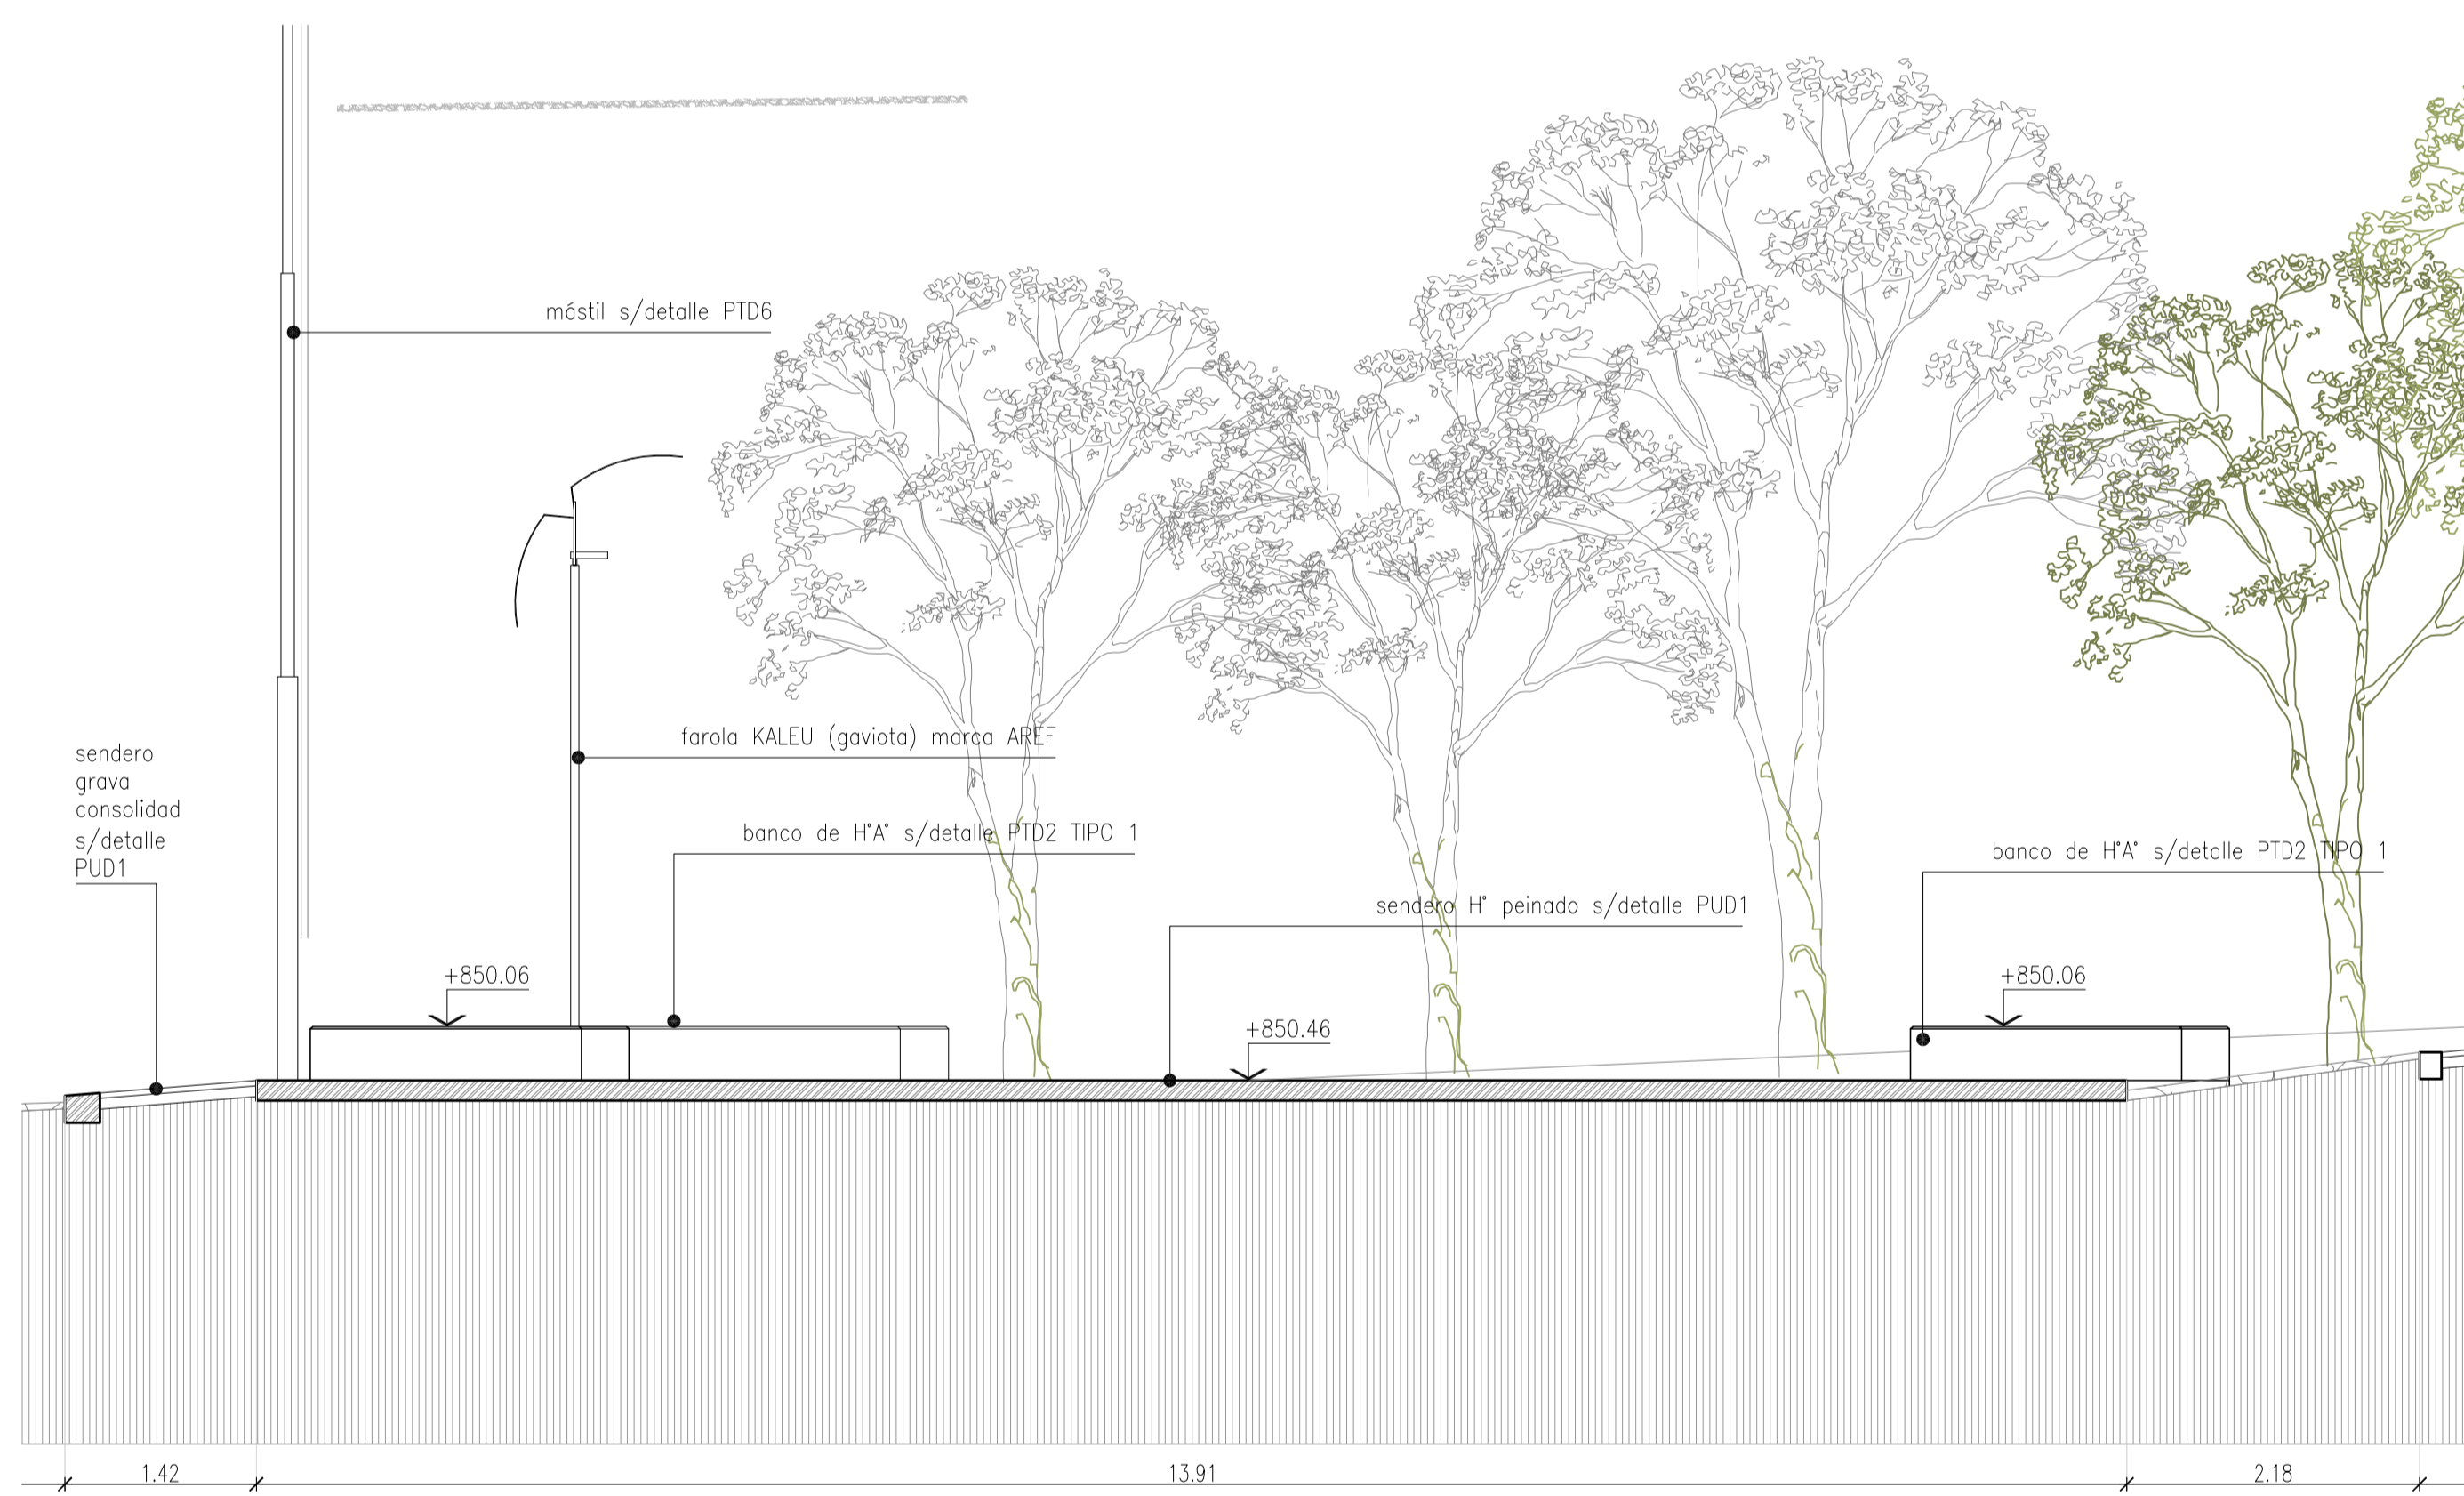 mástil s/detalle PTD6
farola KALEU (gaviota) marca AREF
sendero
grava
consolidad
s/detalle
PUD1
banco de H°A° s/detalle PTD2 TIPO 1
banco de H°A° s/detalle PTD2 TIPO 1
sendero H° peinado s/detalle PUD1
+850.06
+850.06
+850.46
1.42
13.91
2.18